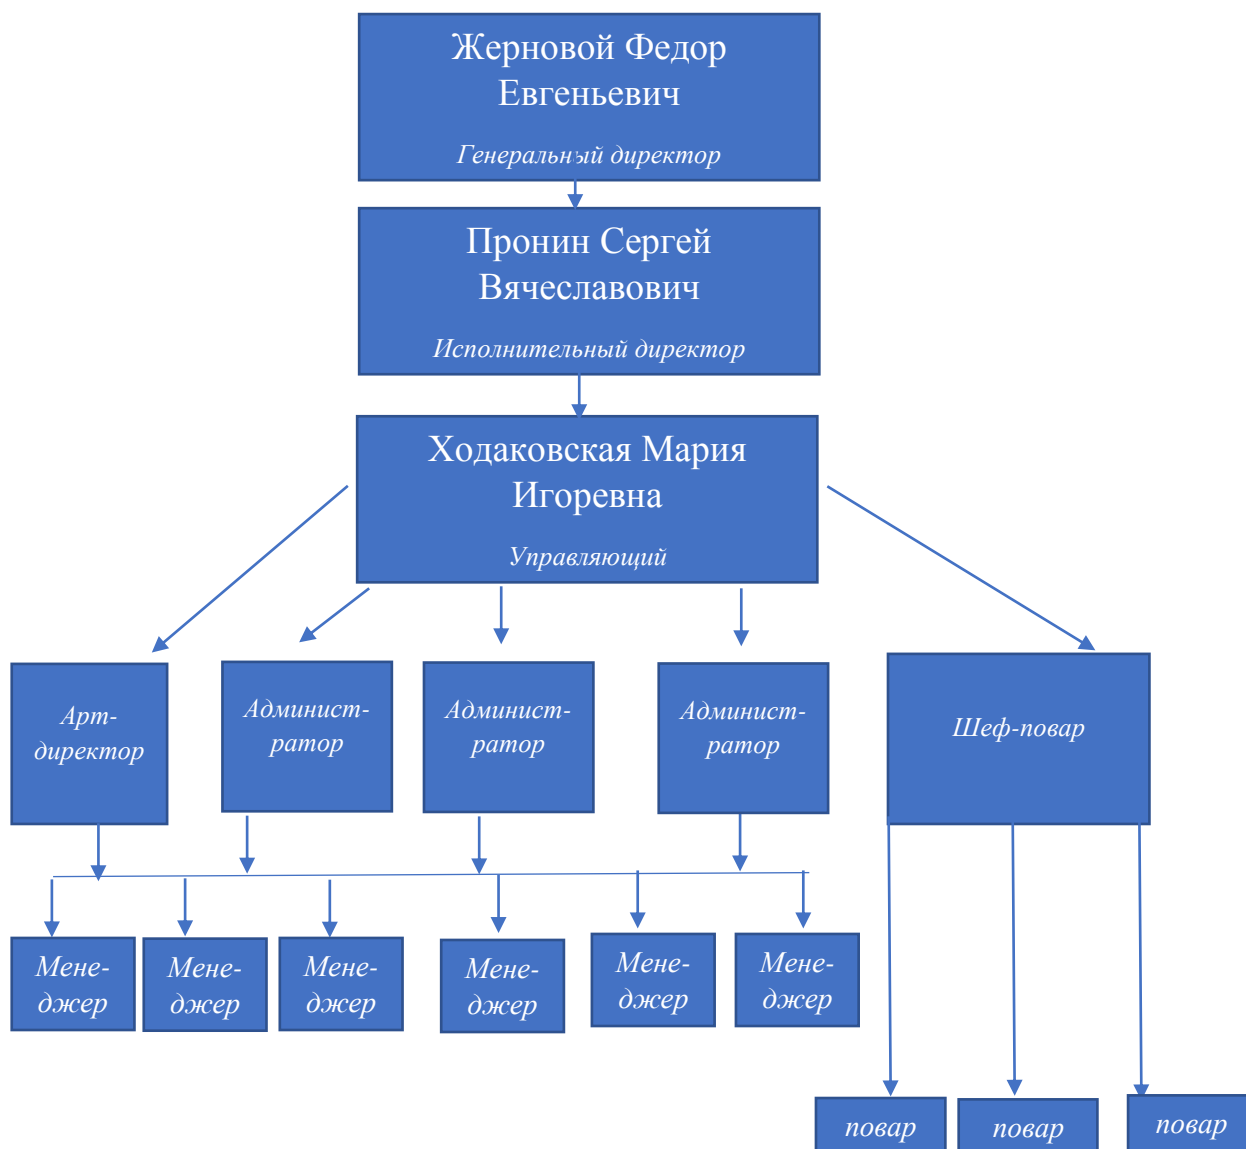 Жерновой Федор
Евгеньевич
Генеральный директор
Пронин Сергей
Вячеславович
Исполнительный директор
Ходаковская Мария
Игоревна
Управляющий
Арт-
директор
Админист-
ратор
Админист-
ратор
Админист-
ратор
Шеф-повар
Мене-
джер
Мене-
джер
Мене-
джер
Мене-
джер
Мене-
джер
Мене-
джер
повар
повар
повар